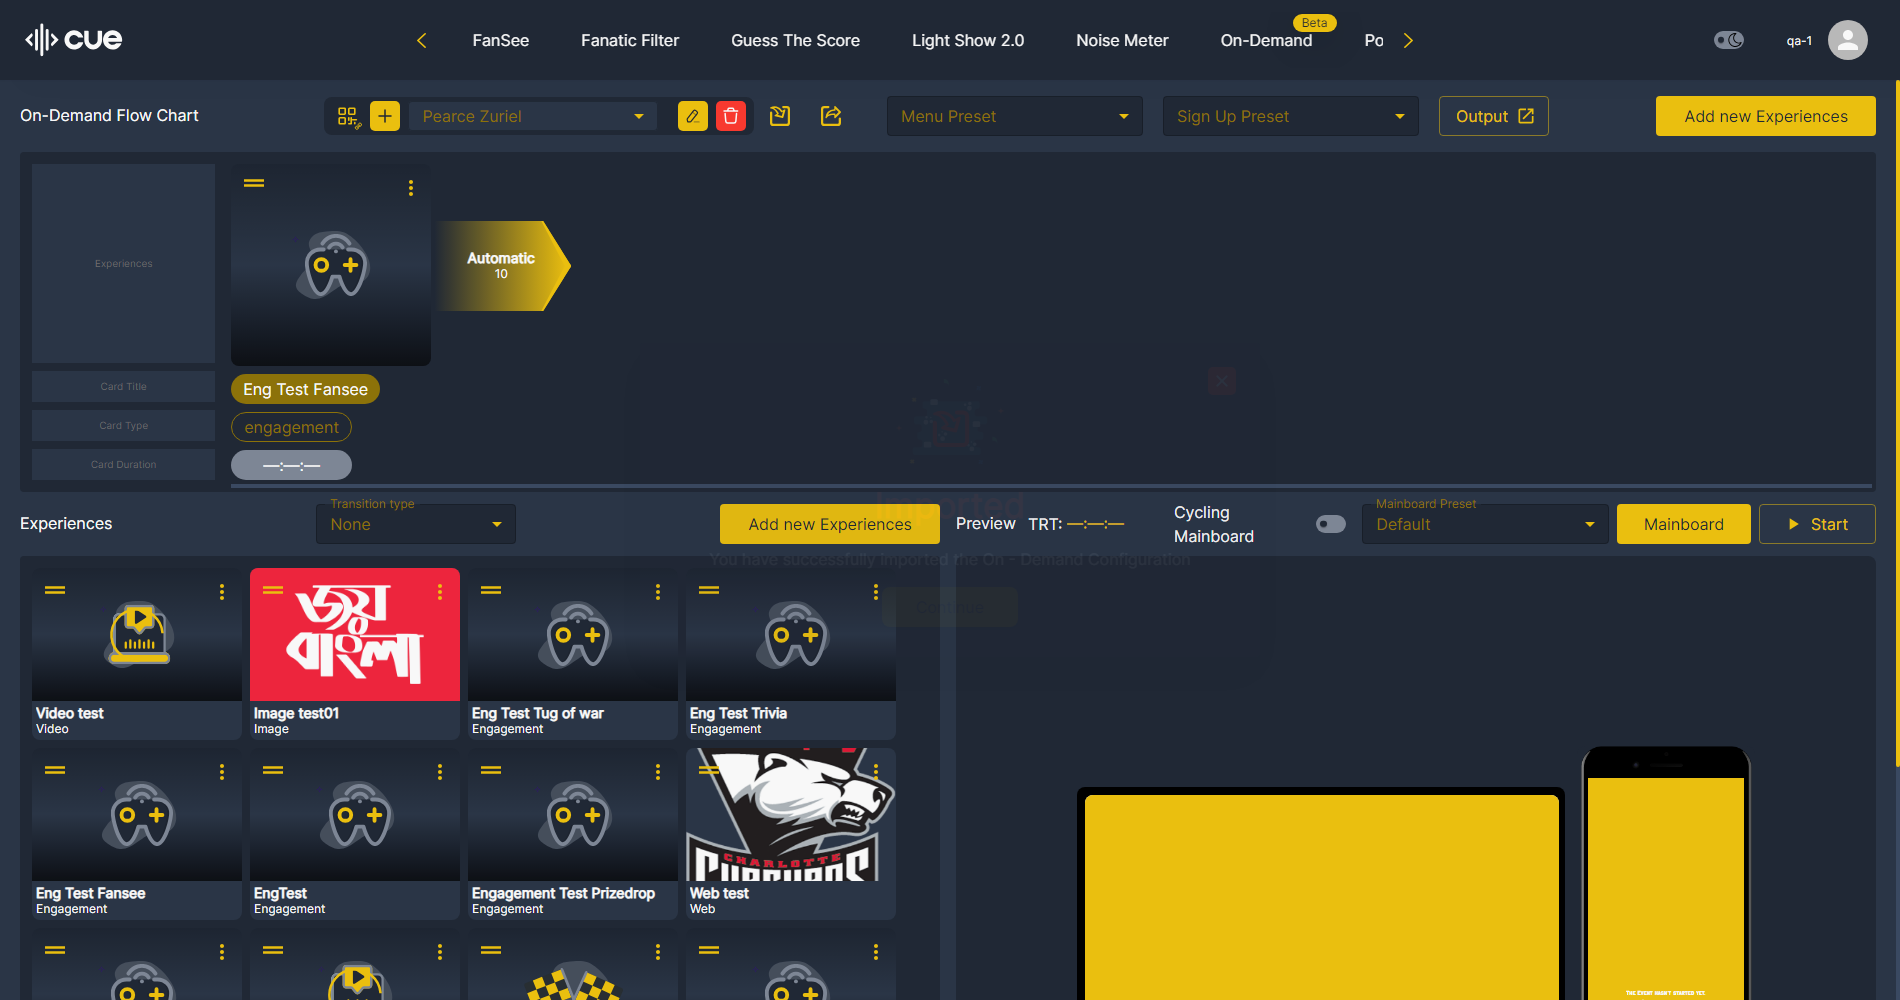 cue
FanSee
Fanatic Filter
Guess The Score
Light Show 2.0
Noise Meter
On-Demand
Beta
Po
qa-1
On-Demand Flow Chart
Pearce Zuriel
Menu Preset
Sign Up Preset
Output
Add new Experiences
Experiences
Automatic
10
Card Title
Eng Test Fansee
Card Type
engagement
Card Duration
—:—:—
Experiences
Transition type
None
Add new Experiences
Preview
TRT: —:—:—
Cycling
Mainboard
Mainboard Preset
Default
Mainboard
Start
Imported
You have successfully imported the On - Demand Configuration
Continue
Video test
Video
জয়
বাংলা
Image test01
Image
Eng Test Tug of war
Engagement
Eng Test Trivia
Engagement
Eng Test Fansee
Engagement
EngTest
Engagement
Engagement Test Prizedrop
Engagement
CHARLOTTE
Web test
Web
THE EVENT HASN'T STARTED YET.